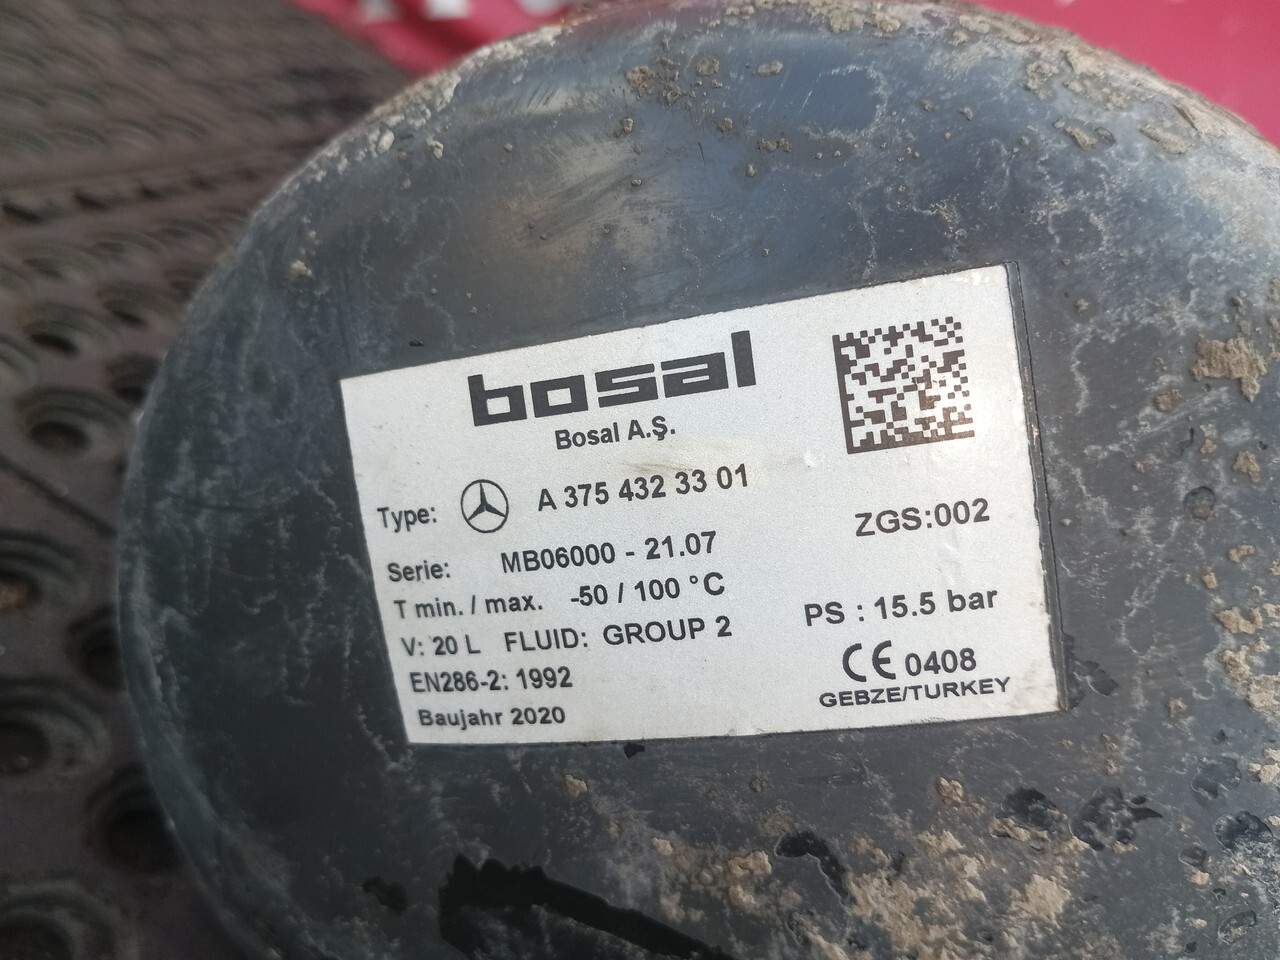 bosal
Bosal A.Ş.
Type: A 375 432 33 01
ZGS:002
Serie: MB06000 - 21.07
T min. / max. -50 / 100 °C
PS : 15.5 bar
V: 20 L FLUID: GROUP 2
EN286-2: 1992
CE 0408
Baujahr 2020
GEBZE/TURKEY